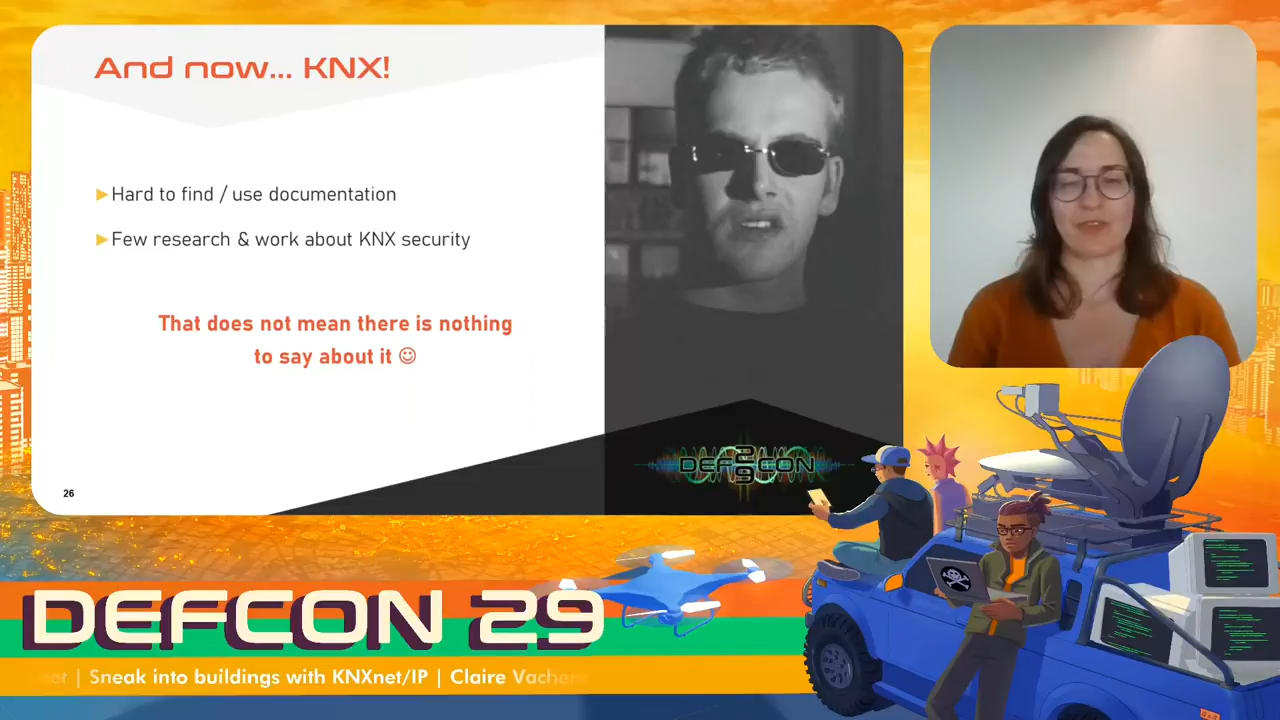 And now... KNX!
►Hard to find / use documentation
►Few research & work about KNX security
That does not mean there is nothing
to say about it ☺
26
DEFCON
29
DEFCON 29
| Sneak into buildings with KNXnet/IP | Claire